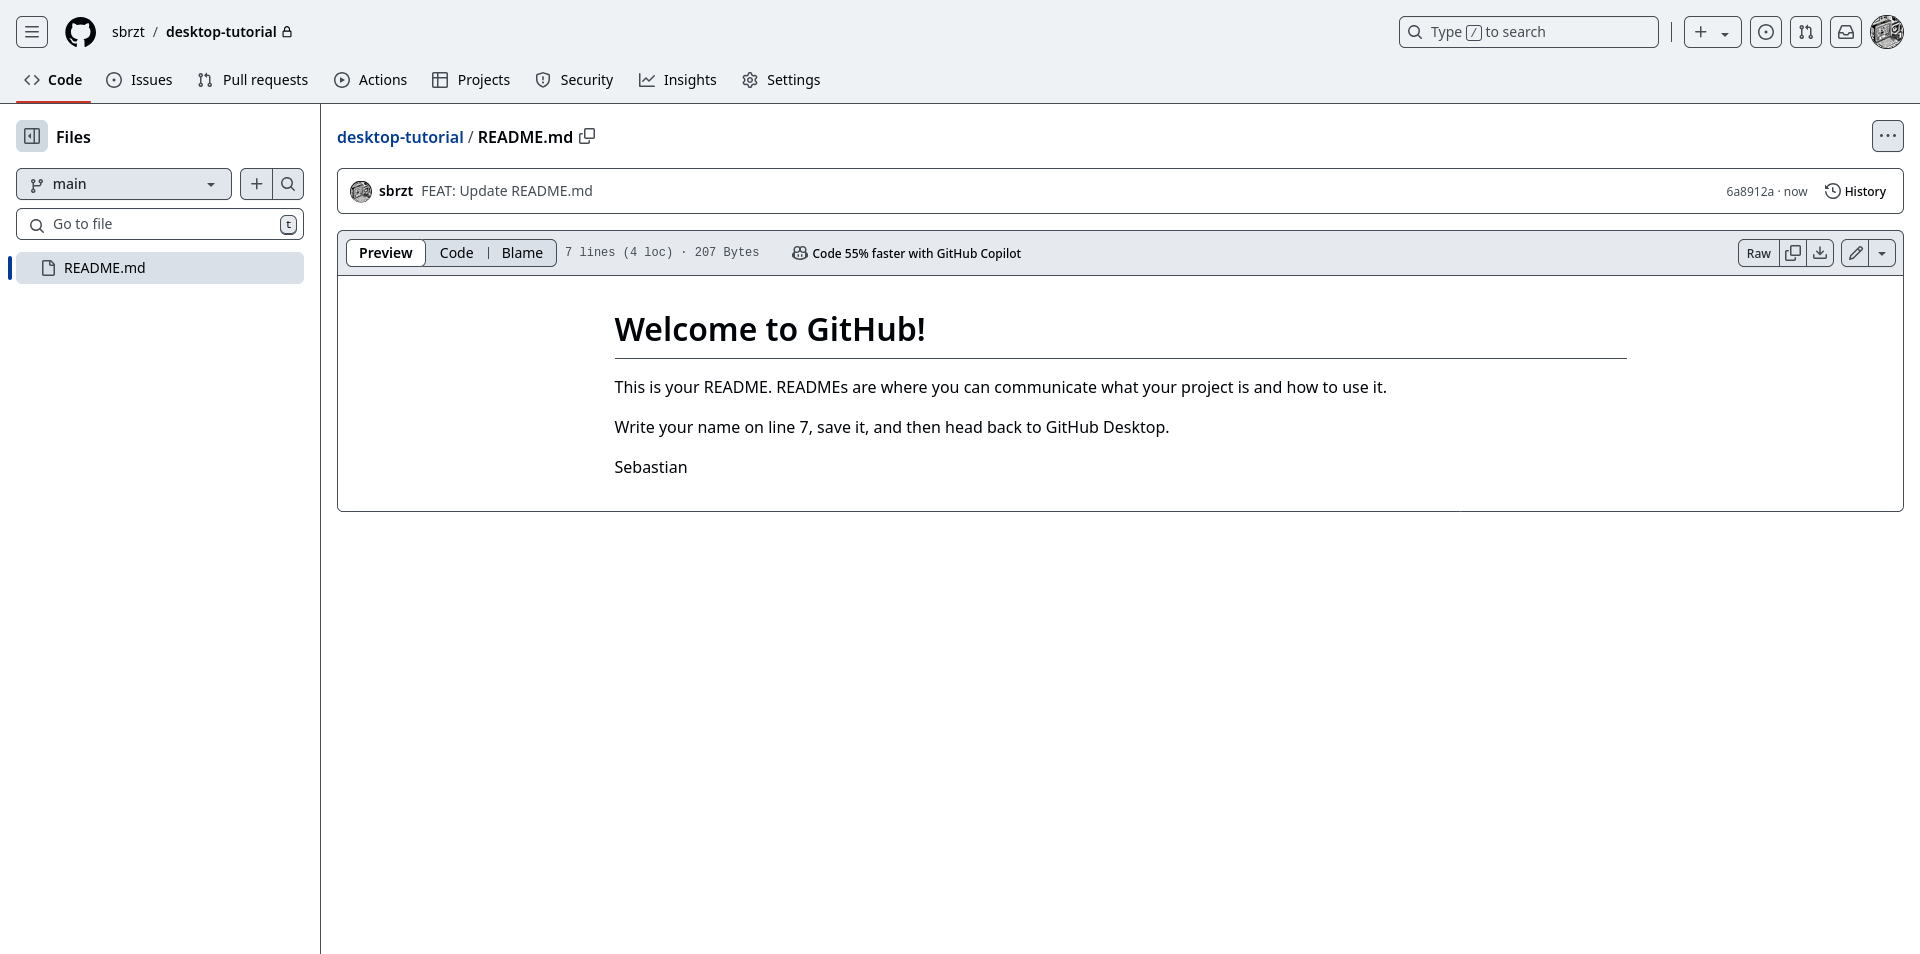 sbrzt / desktop-tutorial
Type / to search
Code Issues Pull requests Actions Projects Security Insights Settings
Files
main
Go to file t
README.md
desktop-tutorial / README.md
sbrzt FEAT: Update README.md 6a8912a · now History
Preview Code Blame 7 lines (4 loc) · 207 Bytes Code 55% faster with GitHub Copilot Raw
Welcome to GitHub!
This is your README. READMEs are where you can communicate what your project is and how to use it.
Write your name on line 7, save it, and then head back to GitHub Desktop.
Sebastian